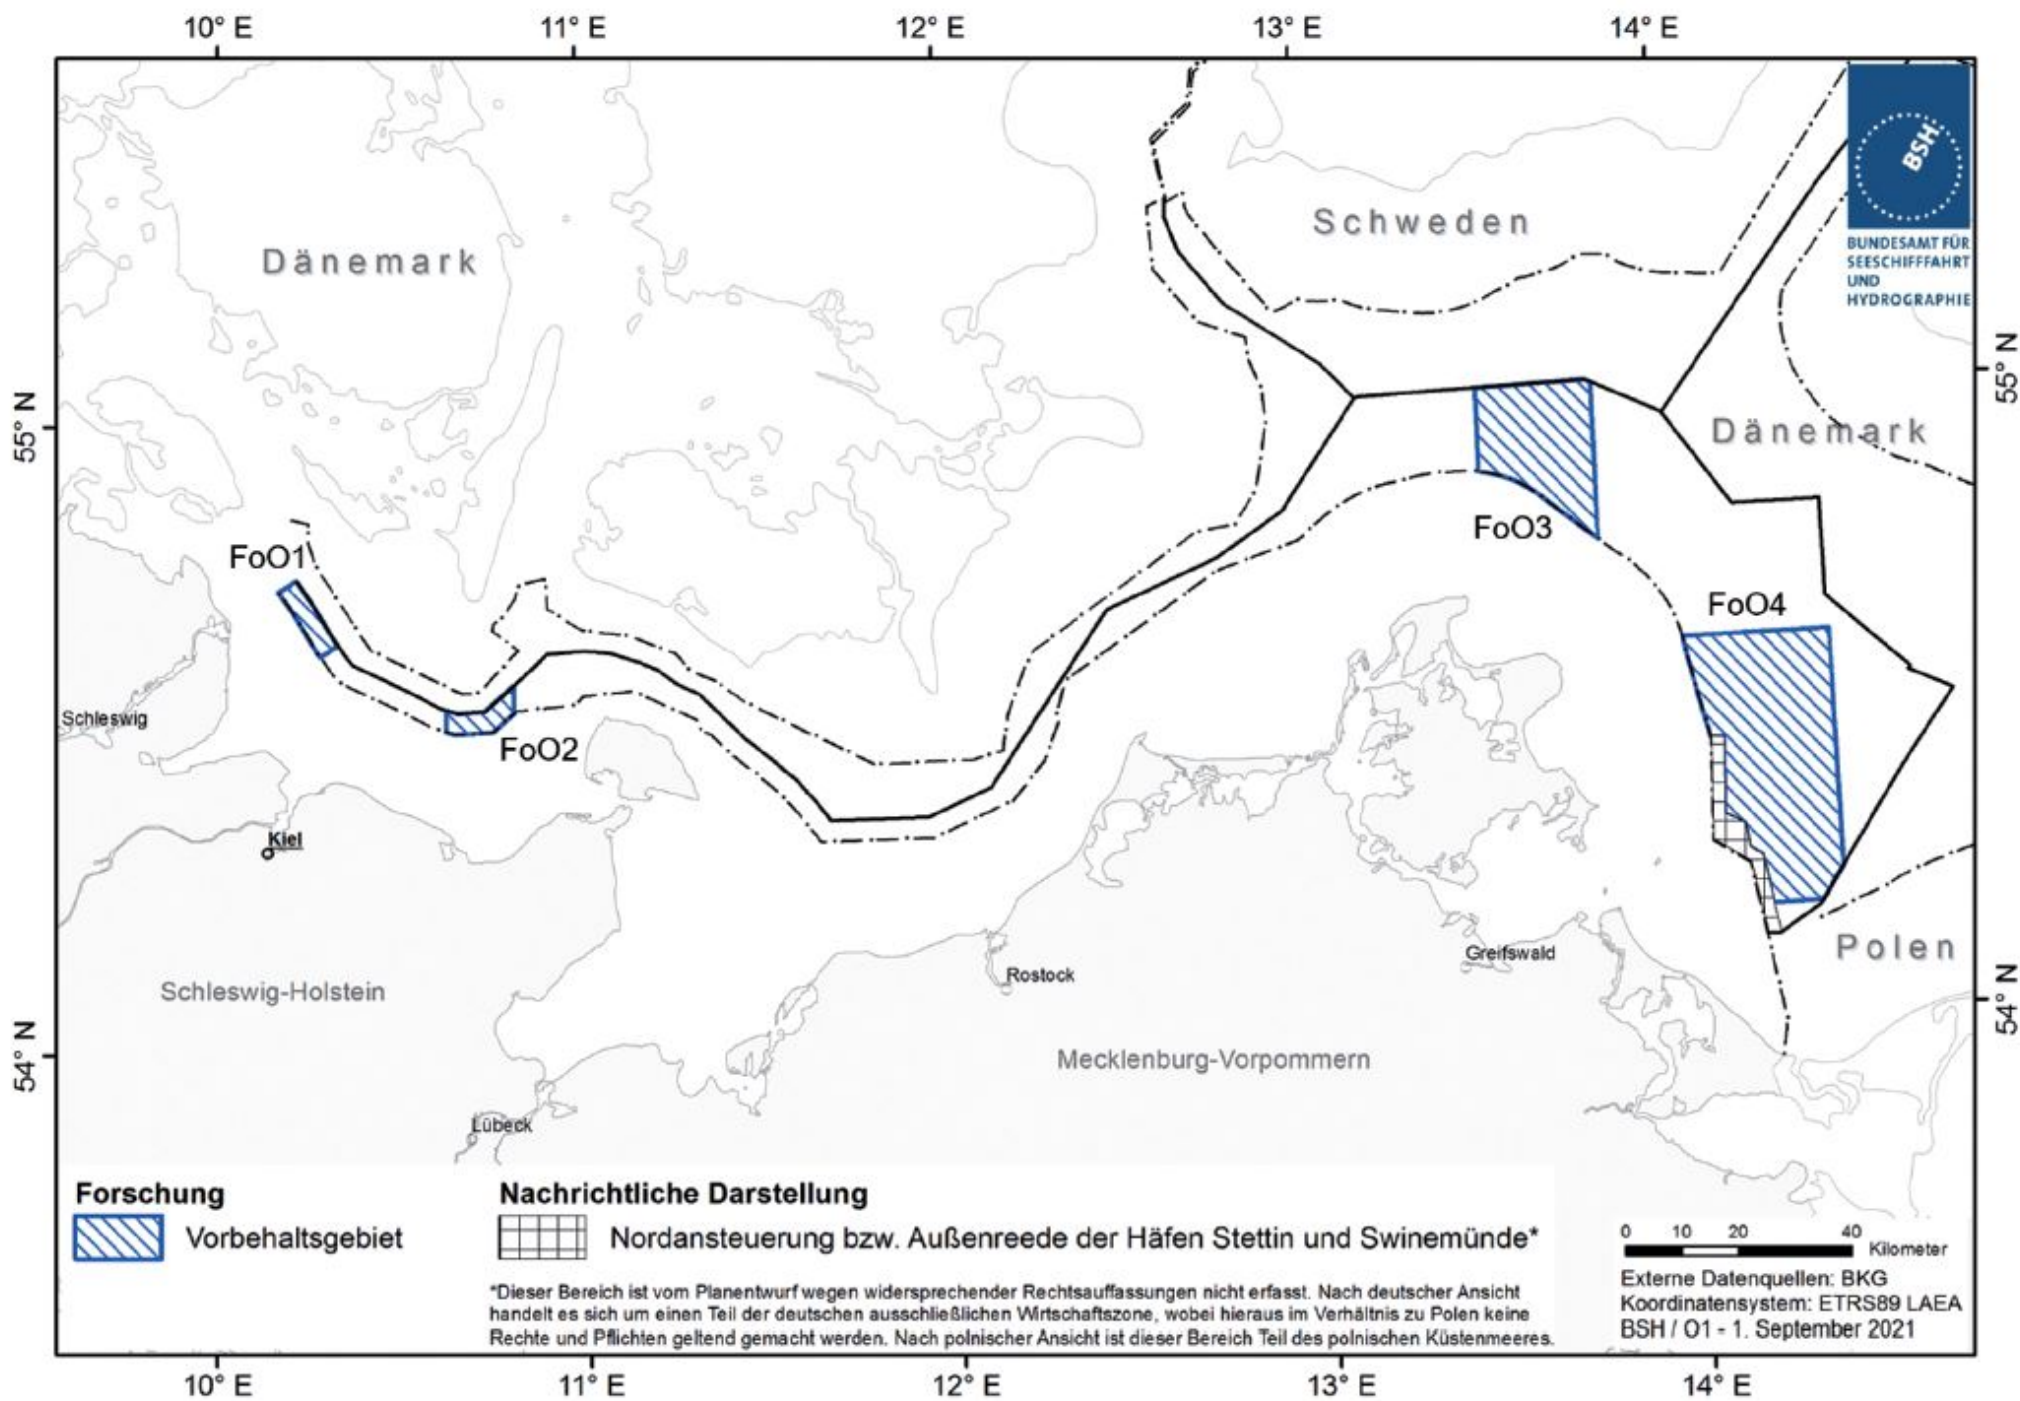 10° E
11° E
12° E
13° E
14° E
BSH
BUNDESAMT FÜR
SEESCHIFFFAHRT
UND
HYDROGRAPHIE
Schweden
Dänemark
55° N
55° N
Dänemark
FoO3
FoO1
FoO4
Schleswig
FoO2
Kiel
Polen
Greifswald
Rostock
Schleswig-Holstein
54° N
54° N
Mecklenburg-Vorpommern
Lübeck
Forschung
Vorbehaltsgebiet
Nachrichtliche Darstellung
Nordansteuerung bzw. Außenreede der Häfen Stettin und Swinemünde*
*Dieser Bereich ist vom Planentwurf wegen widersprechender Rechtsauffassungen nicht erfasst. Nach deutscher Ansicht
handelt es sich um einen Teil der deutschen ausschließlichen Wirtschaftszone, wobei hieraus im Verhältnis zu Polen keine
Rechte und Pflichten geltend gemacht werden. Nach polnischer Ansicht ist dieser Bereich Teil des polnischen Küstenmeeres.
0 10 20 40
Kilometer
Externe Datenquellen: BKG
Koordinatensystem: ETRS89 LAEA
BSH / O1 - 1. September 2021
10° E
11° E
12° E
13° E
14° E